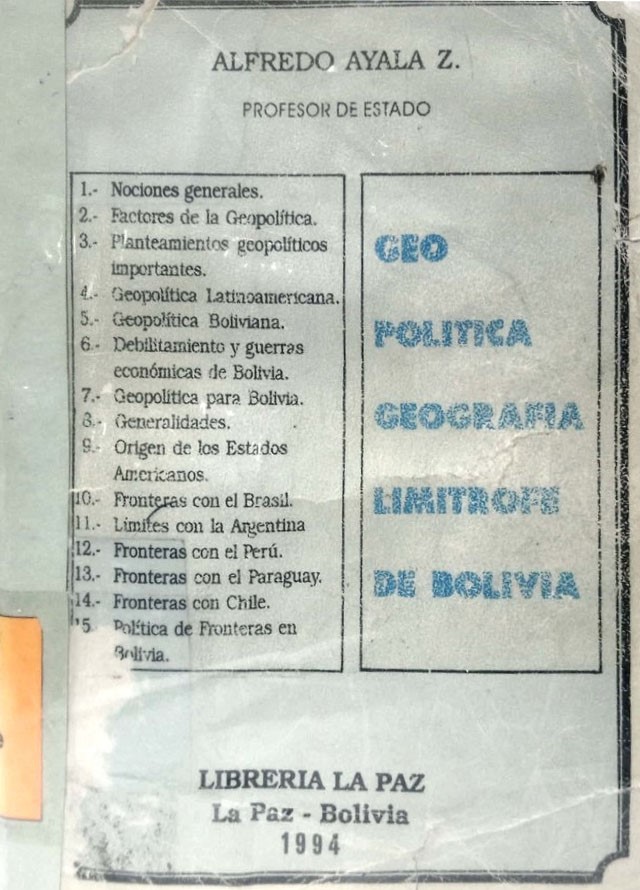 ALFREDO AYALA Z.
PROFESOR DE ESTADO
1.- Nociones generales.
2.- Factores de la Geopolítica.
3.- Planteamientos geopolíticos
importantes.
4.- Geopolítica Latinoamericana.
5.- Geopolítica Boliviana.
6.- Debilitamiento y guerras
económicas de Bolivia.
7.- Geopolítica para Bolivia.
8.- Generalidades.
9.- Origen de los Estados
Americanos.
10.- Fronteras con el Brasil.
11.- Límites con la Argentina
12.- Fronteras con el Perú.
13.- Fronteras con el Paraguay.
14.- Fronteras con Chile.
15 Política de Fronteras en
Bolivia.
GEO
POLITICA
GEOGRAFIA
LIMITROFE
DE BOLIVIA
LIBRERIA LA PAZ
La Paz - Bolivia
1994